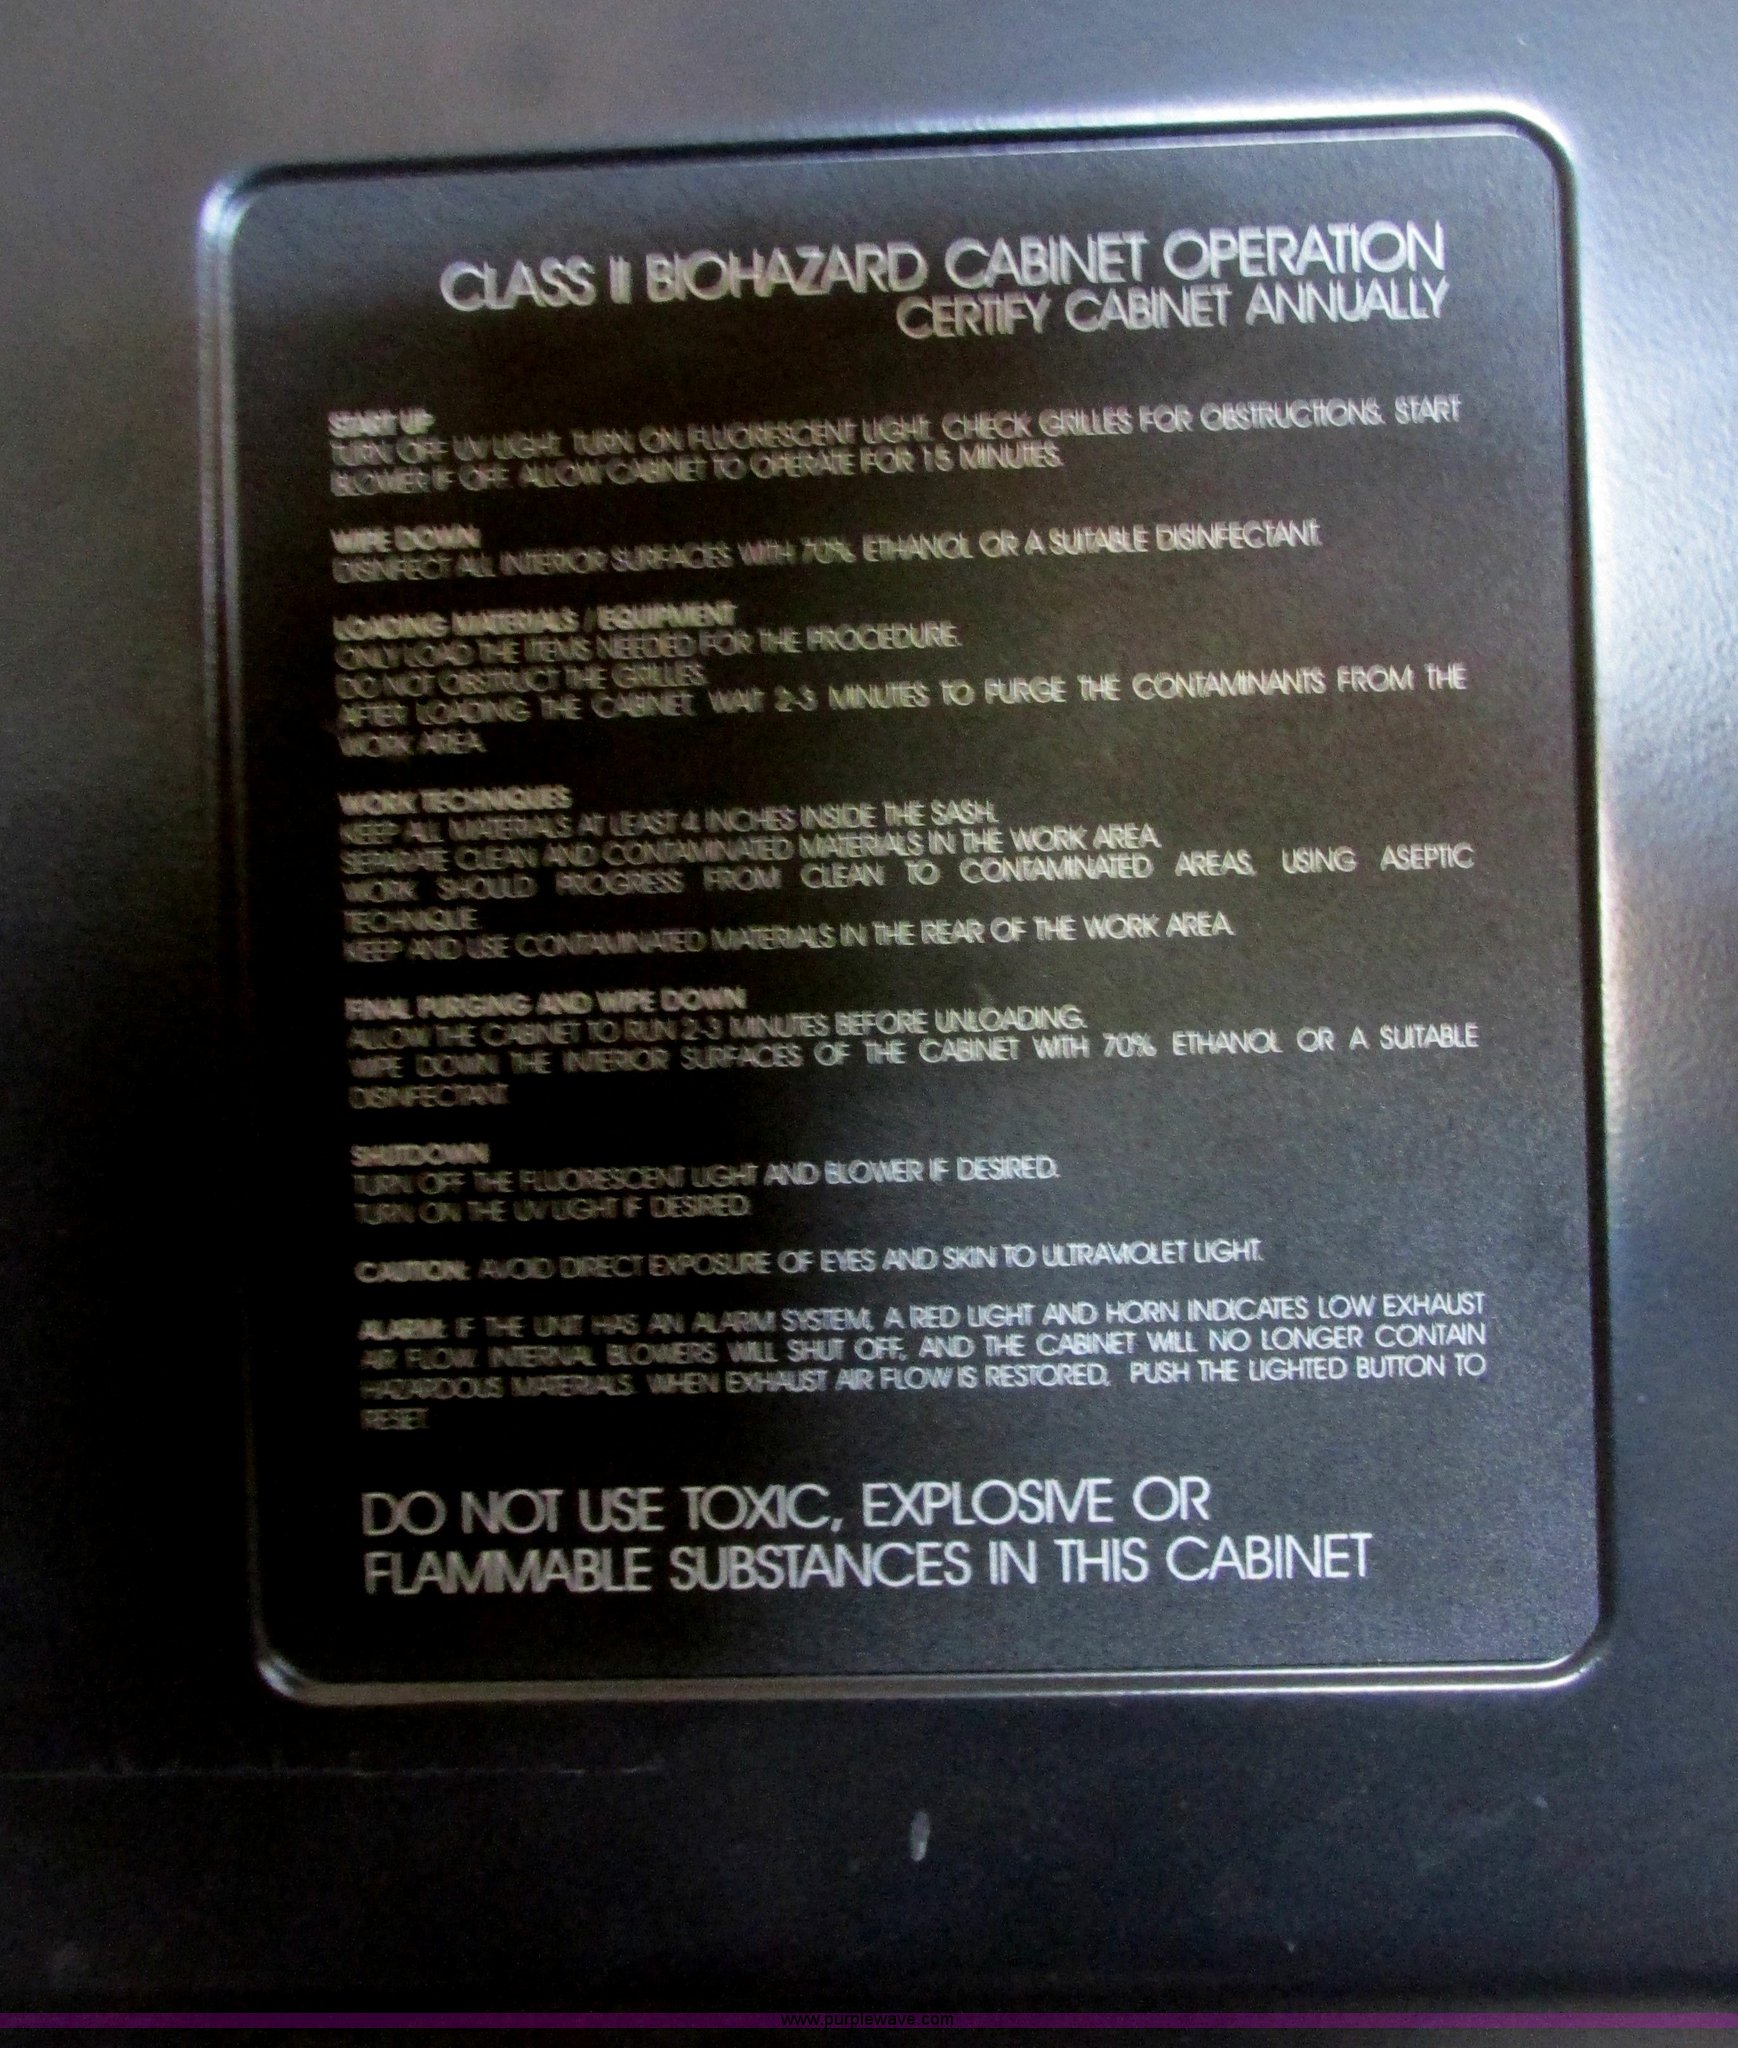 CLASS II BIOHAZARD CABINET OPERATION
CERTIFY CABINET ANNUALLY
START UP
TURN OFF UV LIGHT. TURN ON FLUORESCENT LIGHT. CHECK GRILLES FOR OBSTRUCTIONS. START
BLOWER IF OFF. ALLOW CABINET TO OPERATE FOR 15 MINUTES.
WIPE DOWN
DISINFECT ALL INTERIOR SURFACES WITH 70% ETHANOL OR A SUITABLE DISINFECTANT.
LOADING MATERIALS / EQUIPMENT
ONLY LOAD THE ITEMS NEEDED FOR THE PROCEDURE.
DO NOT OBSTRUCT THE GRILLES.
AFTER LOADING THE CABINET, WAIT 2-3 MINUTES TO PURGE THE CONTAMINANTS FROM THE
WORK AREA.
WORK TECHNIQUES
KEEP ALL MATERIALS AT LEAST 4 INCHES INSIDE THE SASH.
SEPARATE CLEAN AND CONTAMINATED MATERIALS IN THE WORK AREA.
WORK SHOULD PROGRESS FROM CLEAN TO CONTAMINATED AREAS, USING ASEPTIC
TECHNIQUE.
KEEP AND USE CONTAMINATED MATERIALS IN THE REAR OF THE WORK AREA.
FINAL PURGING AND WIPE DOWN
ALLOW THE CABINET TO RUN 2-3 MINUTES BEFORE UNLOADING.
WIPE DOWN THE INTERIOR SURFACES OF THE CABINET WITH 70% ETHANOL OR A SUITABLE
DISINFECTANT.
SHUTDOWN
TURN OFF THE FLUORESCENT LIGHT AND BLOWER IF DESIRED.
TURN ON THE UV LIGHT IF DESIRED.
CAUTION: AVOID DIRECT EXPOSURE OF EYES AND SKIN TO ULTRAVIOLET LIGHT.
ALARM: IF THE UNIT HAS AN ALARM SYSTEM, A RED LIGHT AND HORN INDICATES LOW EXHAUST
AIR FLOW. INTERNAL BLOWERS WILL SHUT OFF, AND THE CABINET WILL NO LONGER CONTAIN
HAZARDOUS MATERIALS. WHEN EXHAUST AIR FLOW IS RESTORED, PUSH THE LIGHTED BUTTON TO
RESET.
DO NOT USE TOXIC, EXPLOSIVE OR
FLAMMABLE SUBSTANCES IN THIS CABINET
www.purplewave.com